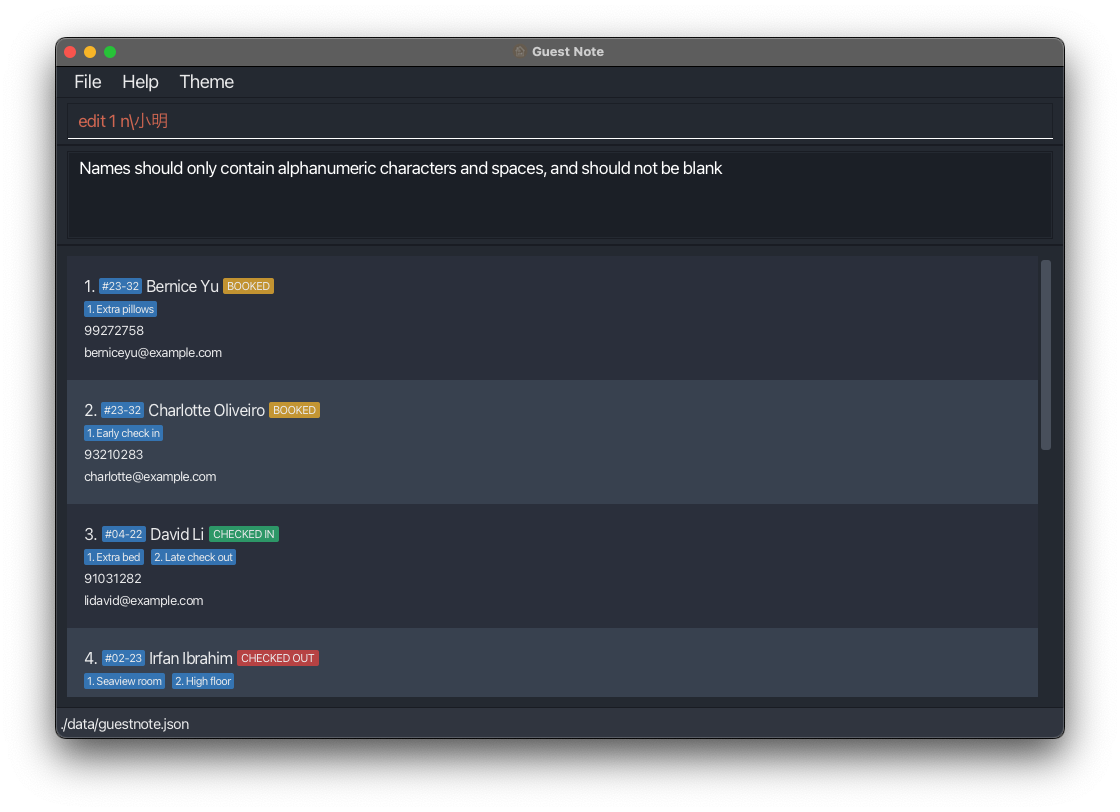 Guest Note
File Help Theme
edit 1 n\小明
Names should only contain alphanumeric characters and spaces, and should not be blank
1. #23-32 Bernice Yu BOOKED
1. Extra pillows
99272758
berniceyu@example.com
2. #23-32 Charlotte Oliveiro BOOKED
1. Early check in
93210283
charlotte@example.com
3. #04-22 David Li CHECKED IN
1. Extra bed 2. Late check out
91031282
lidavid@example.com
4. #02-23 Irfan Ibrahim CHECKED OUT
1. Seaview room 2. High floor
./data/guestnote.json